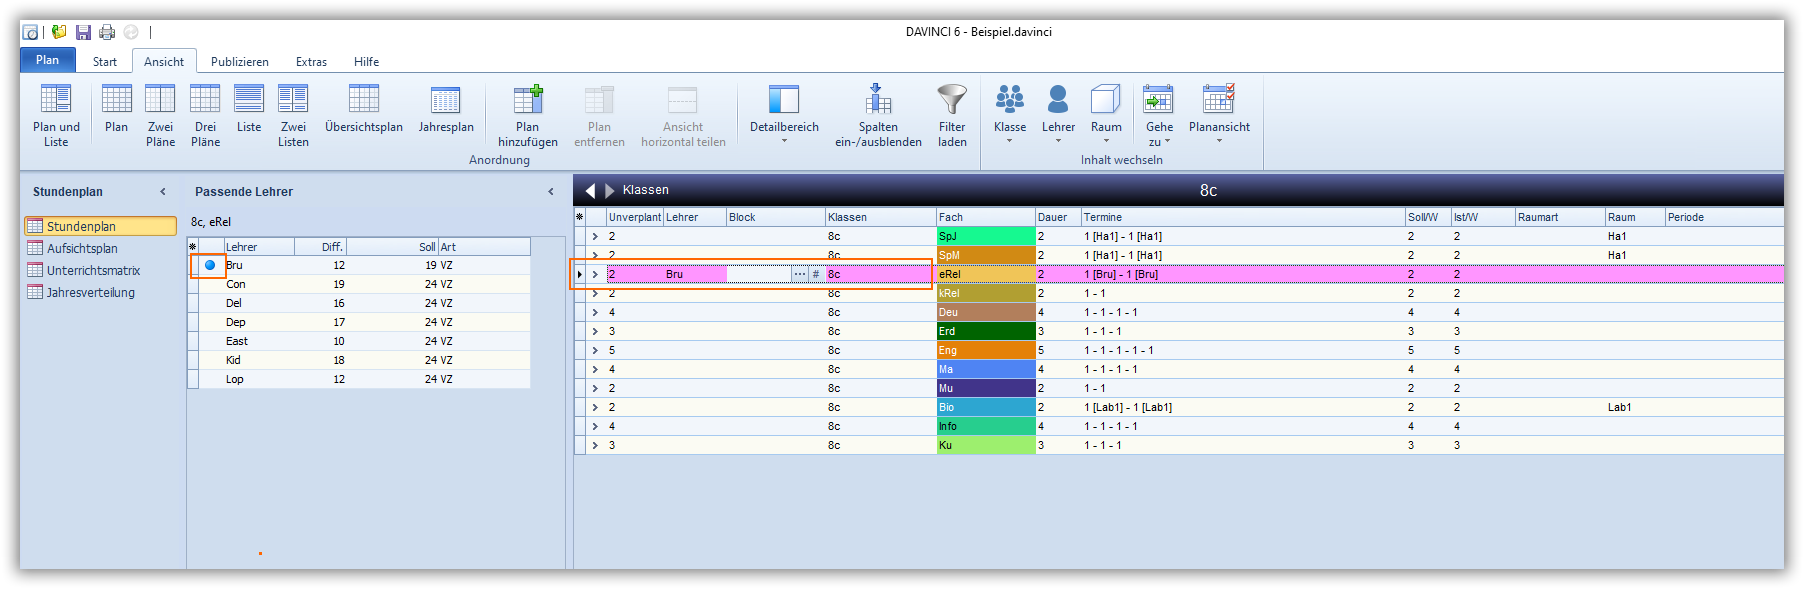 DAVINCI 6 - Beispiel.davinci
Plan Start Ansicht Publizieren Extras Hilfe
Plan und Liste Plan Zwei Pläne Drei Pläne Liste Zwei Listen Übersichtsplan Jahresplan Plan hinzufügen Plan entfernen Ansicht horizontal teilen Detailbereich Spalten ein-/ausblenden Filter laden Klasse Lehrer Raum Gehe zu Planansicht
Anordnung Inhalt wechseln
Stundenplan
Stundenplan
Aufsichtsplan
Unterrichtsmatrix
Jahresverteilung
Passende Lehrer
8c, eRel
Lehrer Diff. Soll Art
Bru 12 19 VZ
Con 19 24 VZ
Del 16 24 VZ
Dep 17 24 VZ
East 10 24 VZ
Kid 18 24 VZ
Lop 12 24 VZ
Klassen 8c
Unverplant Lehrer Block Klassen Fach Dauer Termine Soll/W Ist/W Raumart Raum Periode
2 8c SpJ 2 1 [Ha1] - 1 [Ha1] 2 2 Ha1
2 8c SpM 2 1 [Ha1] - 1 [Ha1] 2 2 Ha1
2 Bru ... # 8c eRel 2 1 [Bru] - 1 [Bru] 2 2
2 8c kRel 2 1 - 1 2 2
4 8c Deu 4 1 - 1 - 1 - 1 4 4
3 8c Erd 3 1 - 1 - 1 3 3
5 8c Eng 5 1 - 1 - 1 - 1 - 1 5 5
4 8c Ma 4 1 - 1 - 1 - 1 4 4
2 8c Mu 2 1 - 1 2 2
2 8c Bio 2 1 [Lab1] - 1 [Lab1] 2 2 Lab1
4 8c Info 4 1 - 1 - 1 - 1 4 4
3 8c Ku 3 1 - 1 - 1 3 3